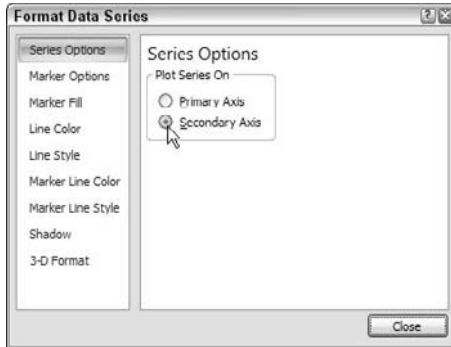 Format Data Series
Series Options
Marker Options
Marker Fill
Line Color
Line Style
Marker Line Color
Marker Line Style
Shadow
3-D Format
Series Options
Plot Series On
Primary Axis
Secondary Axis
Close